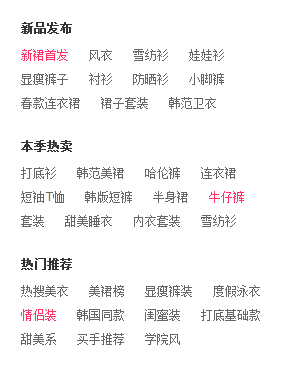 新品发布
新裙首发 风衣 雪纺衫 娃娃衫
显瘦裤子 衬衫 防晒衫 小脚裤
春款连衣裙 裙子套装 韩范卫衣
本季热卖
打底衫 韩范美裙 哈伦裤 连衣裙
短袖T恤 韩版短裤 半身裙 牛仔裤
套装 甜美睡衣 内衣套装 雪纺衫
热门推荐
热搜美衣 美裙榜 显瘦裤装 度假泳衣
情侣装 韩国同款 闺蜜装 打底基础款
甜美系 买手推荐 学院风